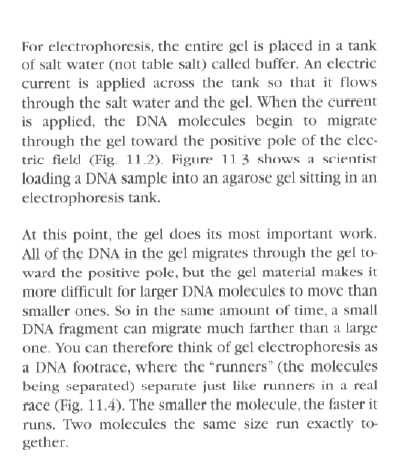 For electrophoresis, the entire gel is placed in a tank
of salt water (not table salt) called buffer. An electric
current is applied across the tank so that it flows
through the salt water and the gel. When the current
is applied, the DNA molecules begin to migrate
through the gel toward the positive pole of the elec-
tric field (Fig. 11.2). Figure 11 3 shows a scientist
loading a DNA sample into an agarose gel sitting in an
electrophoresis tank.

At this point, the gel does its most important work.
All of the DNA in the gel migrates through the gel to-
ward the positive pole, but the gel material makes it
more difficult for larger DNA molecules to move than
smaller ones. So in the same amount of time, a small
DNA fragment can migrate much farther than a large
one. You can therefore think of gel electrophoresis as
a DNA footrace, where the “runners” (the molecules
being separated) separate just like runners in a real
race (Fig. 11.4). The smaller the molecule, the faster it
runs. Two molecules the same size run exactly to-
gether.